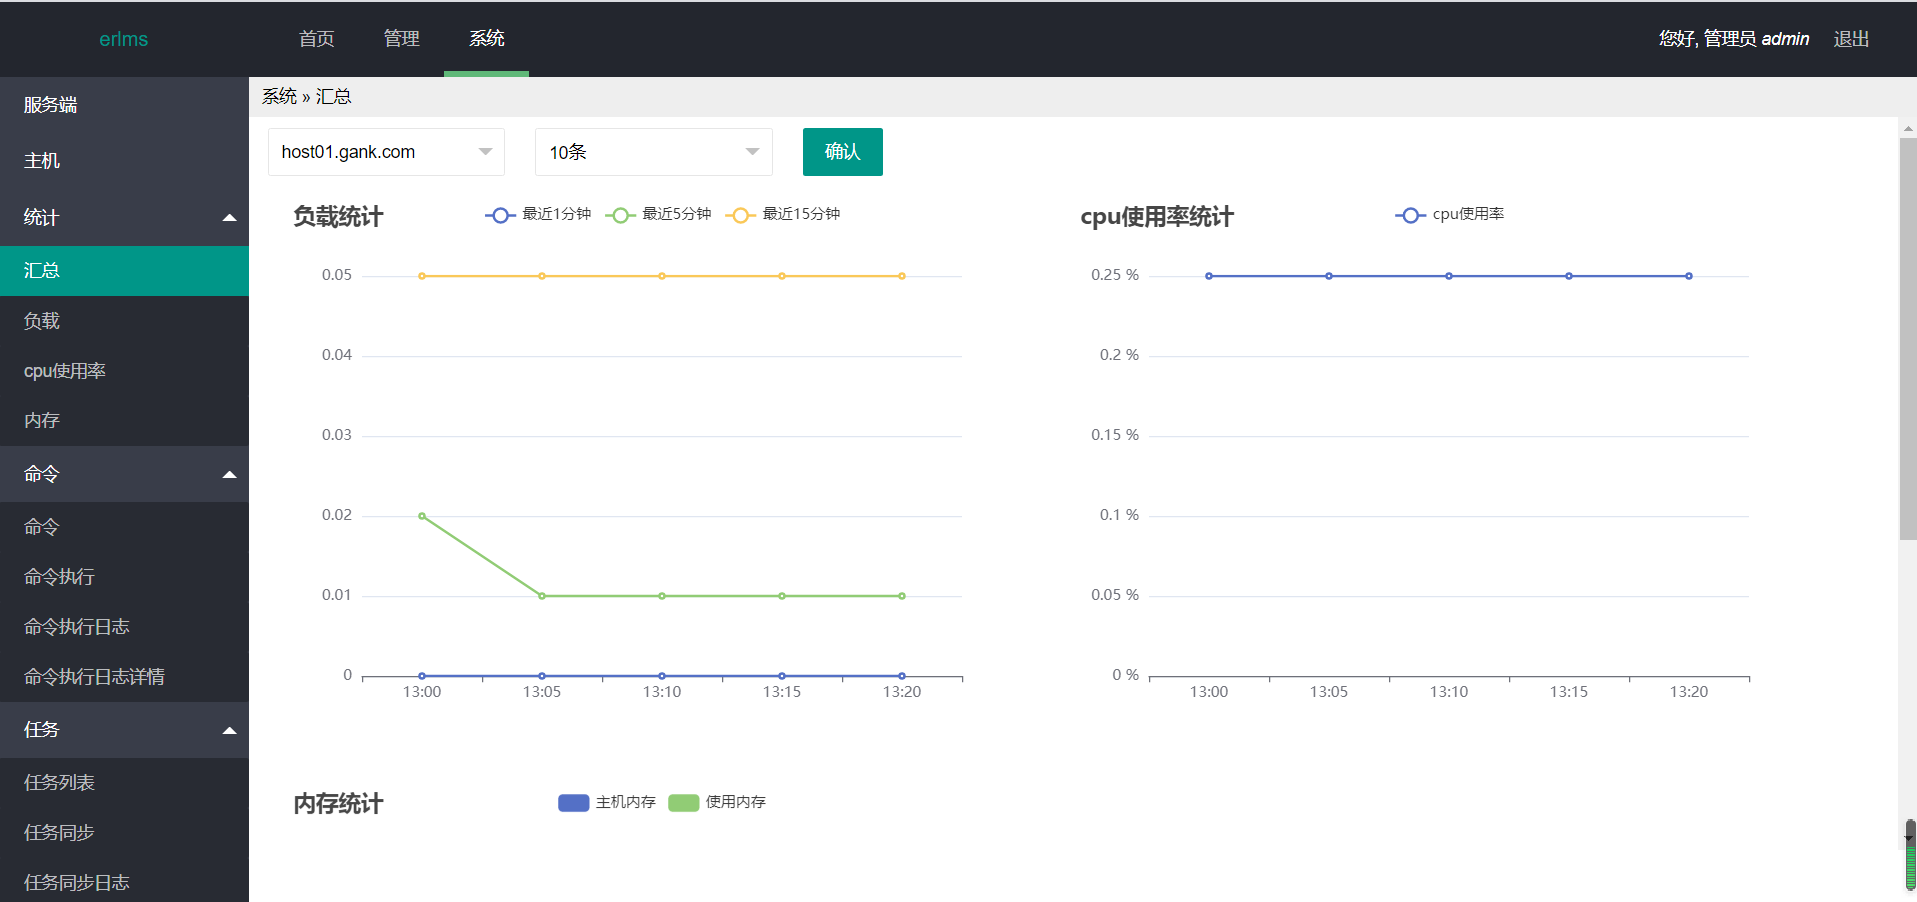 erlms
首页 管理 系统
您好, 管理员 admin 退出
服务端
主机
统计
汇总
负载
cpu使用率
内存
命令
命令
命令执行
命令执行日志
命令执行日志详情
任务
任务列表
任务同步
任务同步日志
系统 » 汇总
host01.gank.com 10条 确认
负载统计 最近1分钟 最近5分钟 最近15分钟
0.05
0.04
0.03
0.02
0.01
0
13:00 13:05 13:10 13:15 13:20
cpu使用率统计 cpu使用率
0.25 %
0.2 %
0.15 %
0.1 %
0.05 %
0 %
13:00 13:05 13:10 13:15 13:20
内存统计 主机内存 使用内存